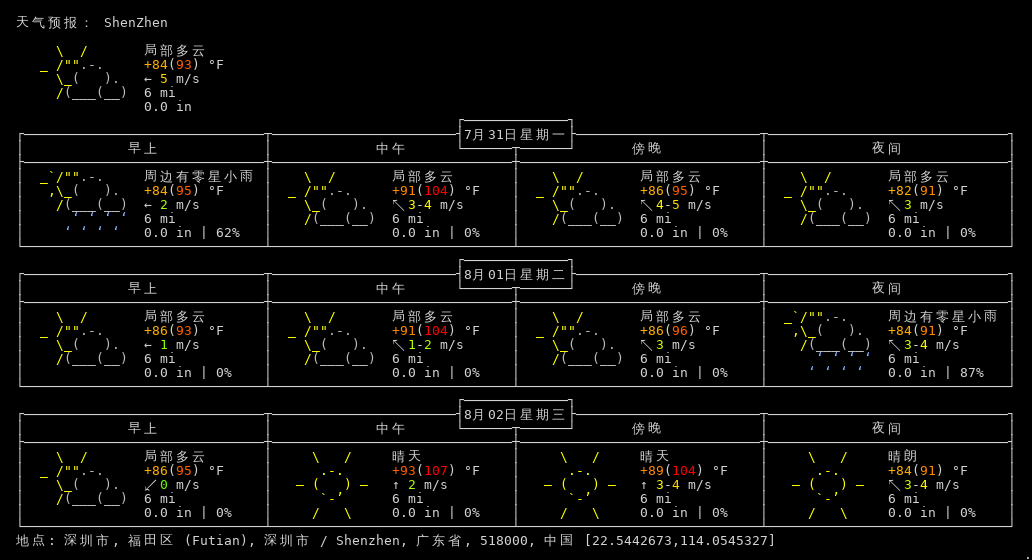 天气预报： ShenZhen
局部多云
+84(93) °F
← 5 m/s
6 mi
0.0 in
7月31日星期一
早上 中午 傍晚 夜间
周边有零星小雨 局部多云 局部多云 局部多云
+84(95) °F +91(104) °F +86(95) °F +82(91) °F
← 2 m/s ↖ 3-4 m/s ↖ 4-5 m/s ↖ 3 m/s
6 mi 6 mi 6 mi 6 mi
0.0 in | 62% 0.0 in | 0% 0.0 in | 0% 0.0 in | 0%
8月01日星期二
早上 中午 傍晚 夜间
局部多云 局部多云 局部多云 周边有零星小雨
+86(93) °F +91(104) °F +86(96) °F +84(91) °F
← 1 m/s ↖ 1-2 m/s ↖ 3 m/s ↖ 3-4 m/s
6 mi 6 mi 6 mi 6 mi
0.0 in | 0% 0.0 in | 0% 0.0 in | 0% 0.0 in | 87%
8月02日星期三
早上 中午 傍晚 夜间
局部多云 晴天 晴天 晴朗
+86(95) °F +93(107) °F +89(104) °F +84(91) °F
↙ 0 m/s ↑ 2 m/s ↑ 3-4 m/s ↖ 3-4 m/s
6 mi 6 mi 6 mi 6 mi
0.0 in | 0% 0.0 in | 0% 0.0 in | 0% 0.0 in | 0%
地点: 深圳市, 福田区 (Futian), 深圳市 / Shenzhen, 广东省, 518000, 中国 [22.5442673,114.0545327]